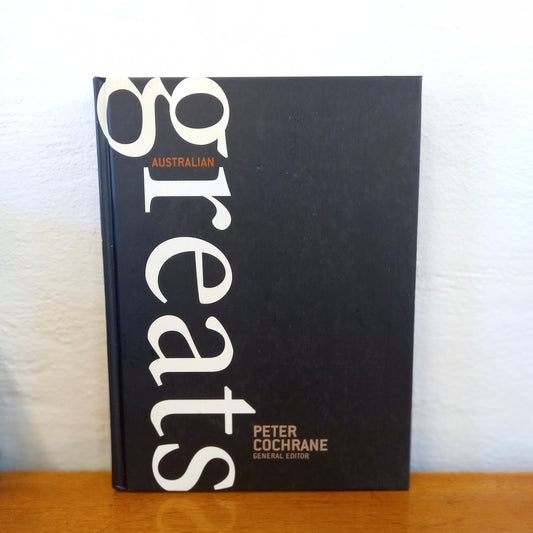 AUSTRALIAN
greats
PETER
COCHRANE
GENERAL EDITOR